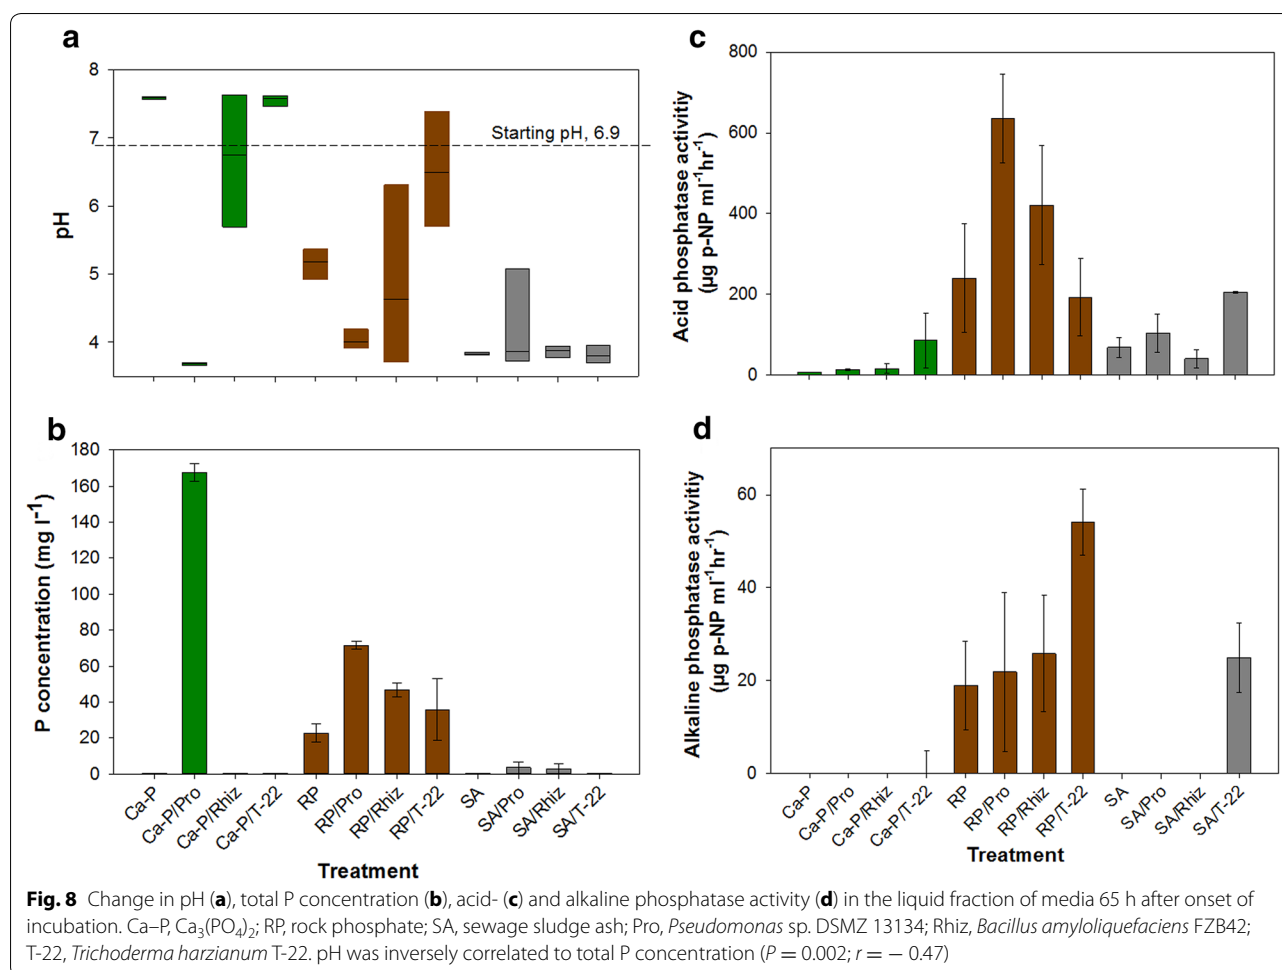 a
8
7
6
5
4
pH
Starting pH, 6.9
b
180
160
140
120
100
80
60
40
20
0
P concentration (mg l-1)
Ca-P
Ca-P/Pro
Ca-P/Rhiz
Ca-P/T-22
RP
RP/Pro
RP/Rhiz
RP/T-22
SA
SA/Pro
SA/Rhiz
SA/T-22
Treatment
c
800
600
400
200
0
Acid phosphatase activitiy
(µg p-NP ml-1hr-1)
d
60
40
20
0
Alkaline phosphatase activity
(µg p-NP ml-1hr-1)
Ca-P
Ca-P/Pro
Ca-P/Rhiz
Ca-P/T-22
RP
RP/Pro
RP/Rhiz
RP/T-22
SA
SA/Pro
SA/Rhiz
SA/T-22
Treatment
Fig. 8 Change in pH (a), total P concentration (b), acid- (c) and alkaline phosphatase activity (d) in the liquid fraction of media 65 h after onset of
incubation. Ca–P, Ca3(PO4)2; RP, rock phosphate; SA, sewage sludge ash; Pro, Pseudomonas sp. DSMZ 13134; Rhiz, Bacillus amyloliquefaciens FZB42;
T-22, Trichoderma harzianum T-22. pH was inversely correlated to total P concentration (P = 0.002; r = − 0.47)